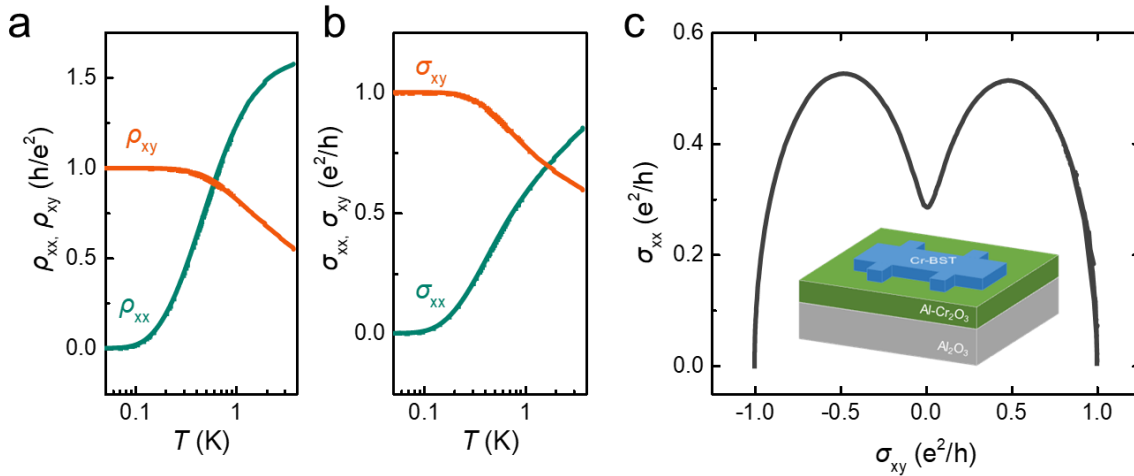 a
ρxx, ρxy (h/e²)
1.5
1.0
0.5
0.0
ρxy
ρxx
0.1
1
T (K)
b
σxx, σxy (e²/h)
1.0
0.5
0.0
σxy
σxx
0.1
1
T (K)
c
σxx (e²/h)
0.6
0.4
0.2
0.0
Cr-BST
Al-Cr₂O₃
Al₂O₃
-1.0
-0.5
0.0
0.5
1.0
σxy (e²/h)